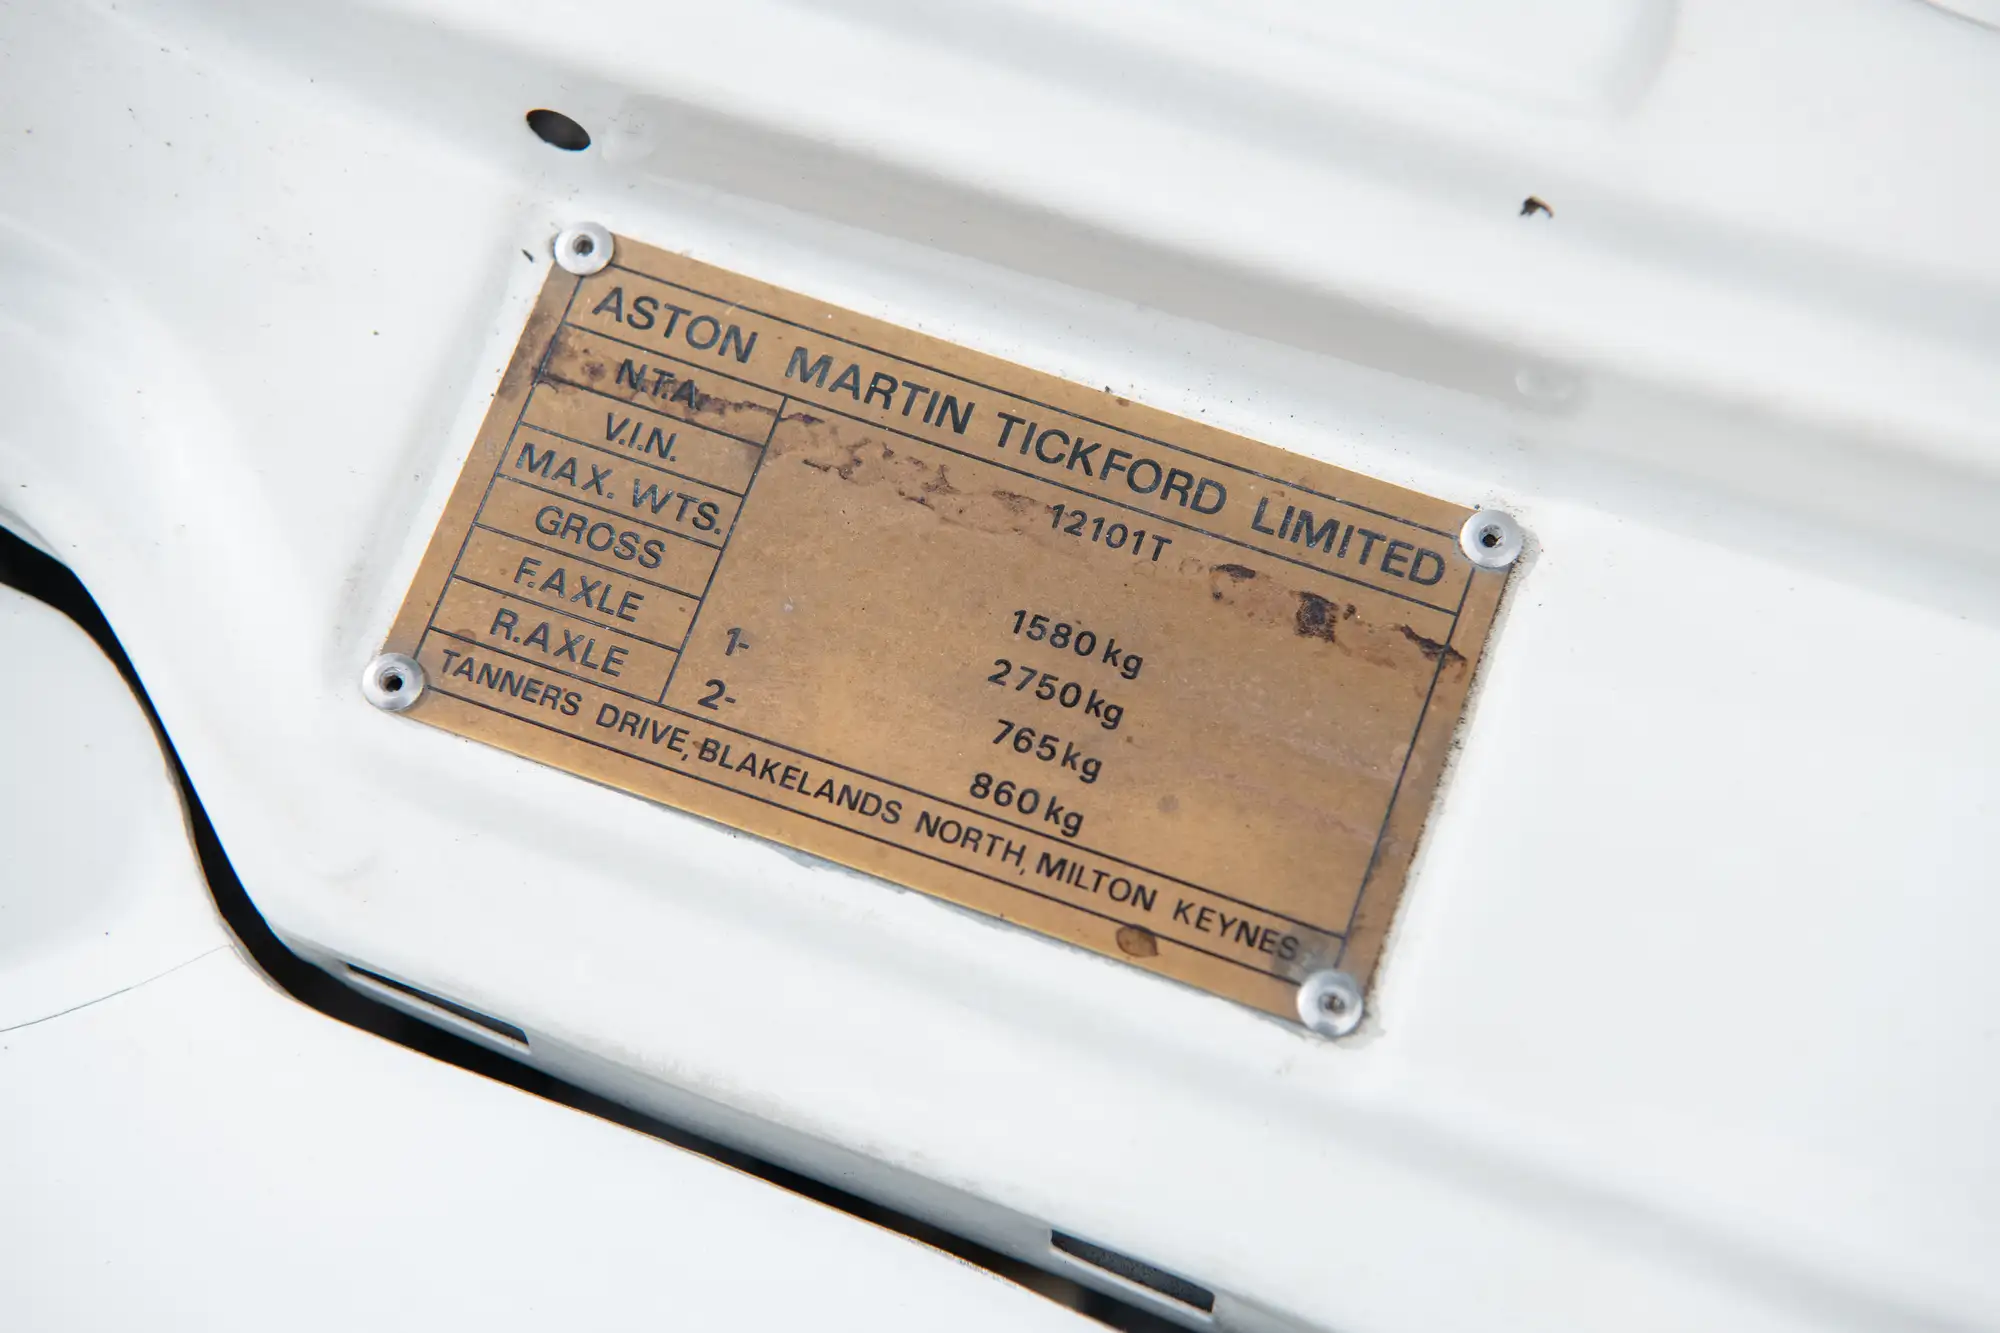 ASTON MARTIN TICKFORD LIMITED
N.T.A. 12101T
V.I.N.
MAX. WTS. 1580kg
GROSS 2750kg
F.AXLE 1- 765kg
R.AXLE 2- 860kg
TANNERS DRIVE, BLAKELANDS NORTH, MILTON KEYNES